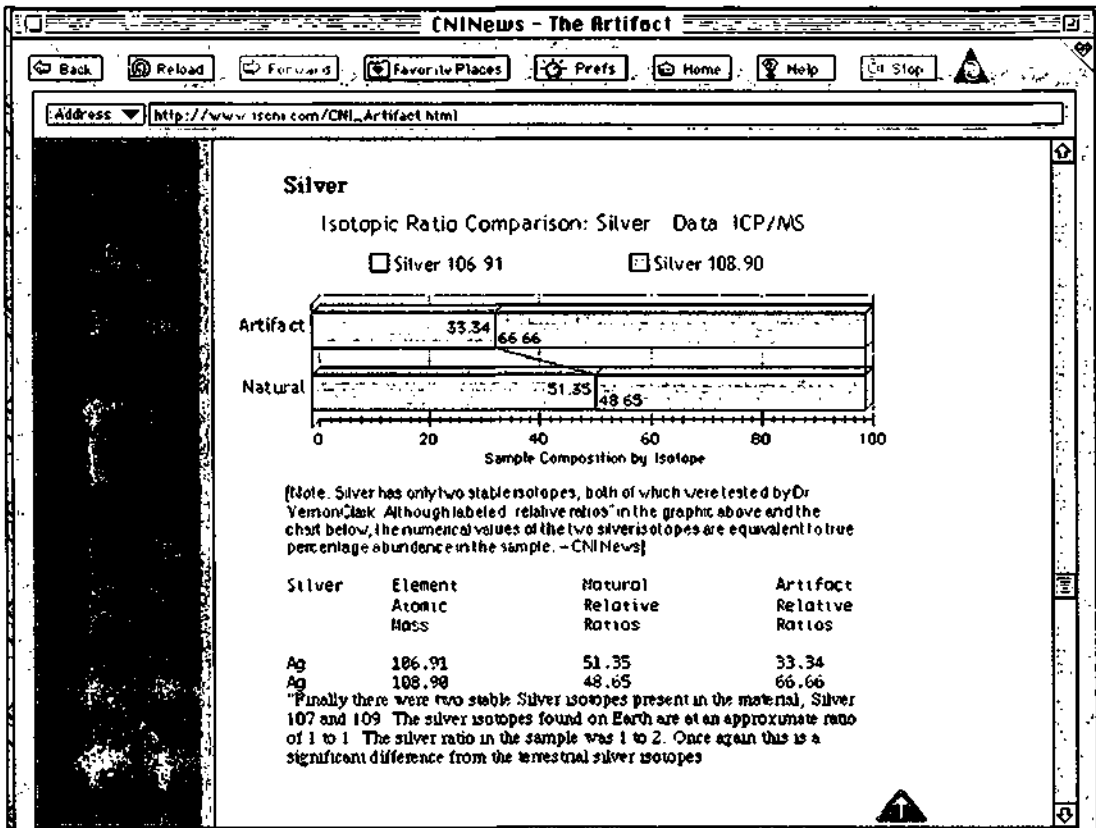 CNINews - The Artifact
Back Reload Forward Favorite Places Prefs Home Help Stop
Address http://www.iscni.com/CNI_Artifact.html
Silver
Isotopic Ratio Comparison: Silver Data ICP/MS
Silver 106.91 Silver 108.90
Artifact 33.34 66.66
Natural 51.35 48.65
0 20 40 60 80 100
Sample Composition by Isotope
[Note. Silver has only two stable isotopes, both of which were tested by Dr
Vernon Clark. Although labeled "relative ratios" in the graphic above and the
chart below, the numerical values of the two silver isotopes are equivalent to true
percentage abundance in the sample. - CNI News]
Silver Element Natural Artifact
Atomic Relative Relative
Mass Ratios Ratios
Ag 106.91 51.35 33.34
Ag 108.90 48.65 66.66
"Finally there were two stable Silver isotopes present in the material, Silver
107 and 109. The silver isotopes found on Earth are at an approximate ratio
of 1 to 1. The silver ratio in the sample was 1 to 2. Once again this is a
significant difference from the terrestrial silver isotopes